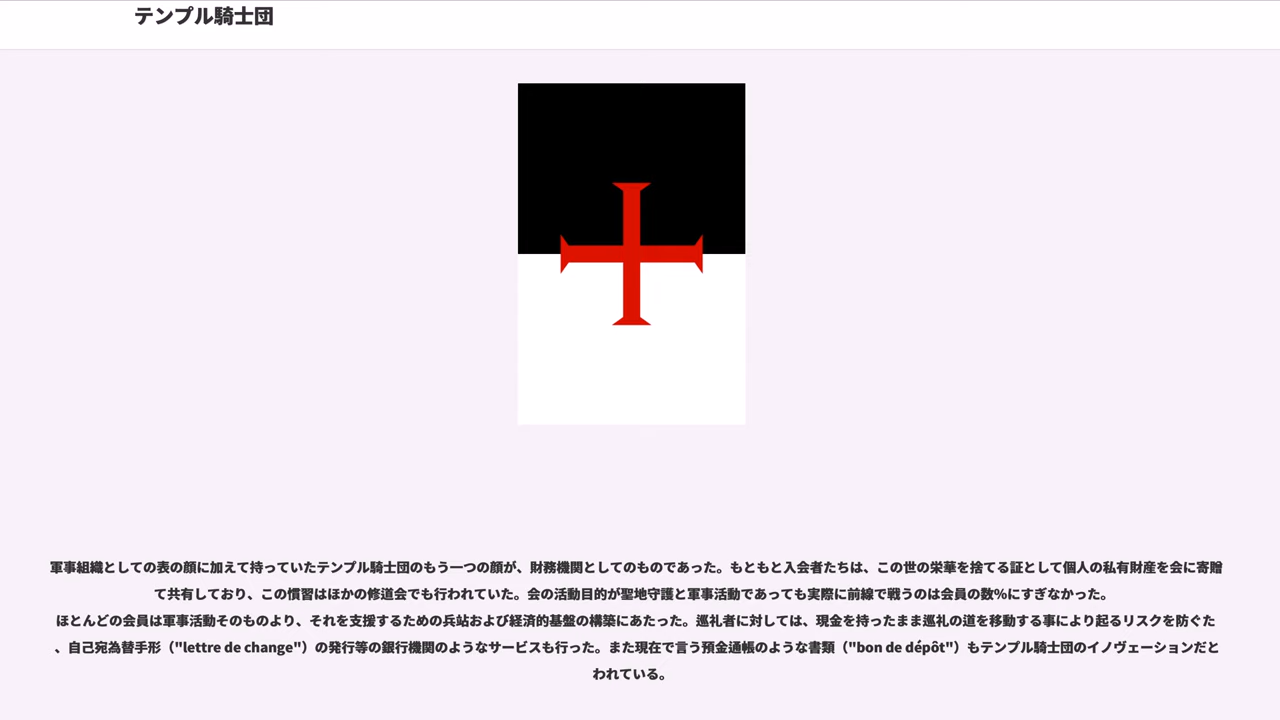 テンプル騎士団
軍事組織としての表の顔に加えて持っていたテンプル騎士団のもう一つの顔が、財務機関としてのものであった。もともと入会者たちは、この世の栄華を捨てる証として個人の私有財産を会に寄贈
て共有しており、この慣習はほかの修道会でも行われていた。会の活動目的が聖地守護と軍事活動であっても実際に前線で戦うのは会員の数%にすぎなかった。
ほとんどの会員は軍事活動そのものより、それを支援するための兵站および経済的基盤の構築にあたった。巡礼者に対しては、現金を持ったまま巡礼の道を移動する事により起るリスクを防ぐた
、自己宛為替手形（"lettre de change"）の発行等の銀行機関のようなサービスも行った。また現在で言う預金通帳のような書類（"bon de dépôt"）もテンプル騎士団のイノヴェーションだと
われている。